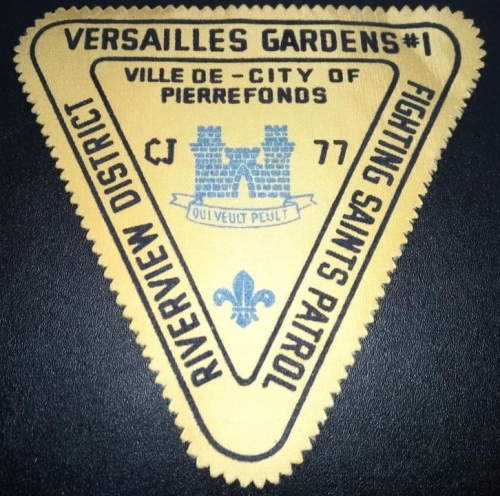 VERSAILLES GARDENS #1
FIGHTING SAINTS PATROL
RIVERVIEW DISTRICT
VILLE DE - CITY OF
PIERREFONDS
CJ 77
QUI VEULT PEULT